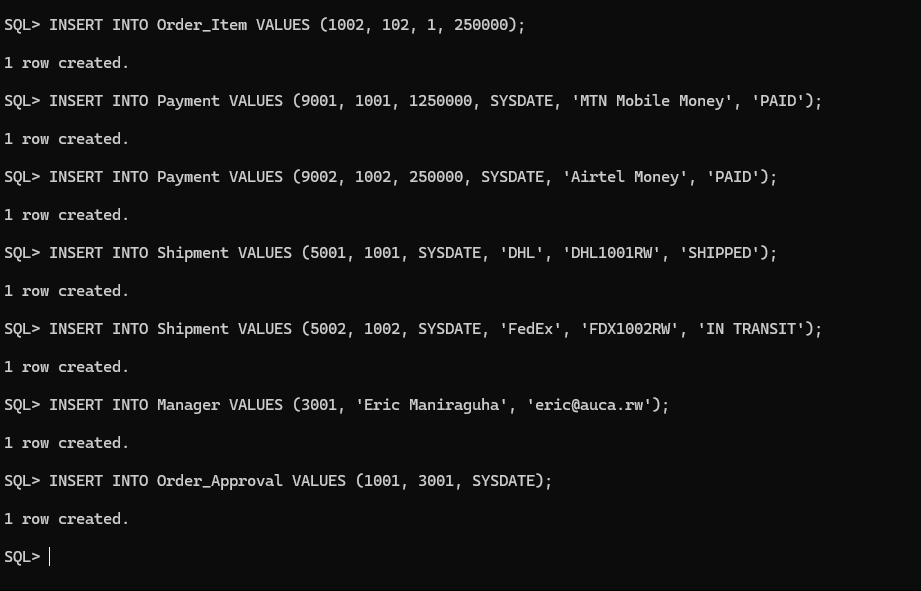 SQL> INSERT INTO Order_Item VALUES (1002, 102, 1, 250000);
1 row created.
SQL> INSERT INTO Payment VALUES (9001, 1001, 1250000, SYSDATE, 'MTN Mobile Money', 'PAID');
1 row created.
SQL> INSERT INTO Payment VALUES (9002, 1002, 250000, SYSDATE, 'Airtel Money', 'PAID');
1 row created.
SQL> INSERT INTO Shipment VALUES (5001, 1001, SYSDATE, 'DHL', 'DHL1001RW', 'SHIPPED');
1 row created.
SQL> INSERT INTO Shipment VALUES (5002, 1002, SYSDATE, 'FedEx', 'FDX1002RW', 'IN TRANSIT');
1 row created.
SQL> INSERT INTO Manager VALUES (3001, 'Eric Maniraguha', 'eric@auca.rw');
1 row created.
SQL> INSERT INTO Order_Approval VALUES (1001, 3001, SYSDATE);
1 row created.
SQL>